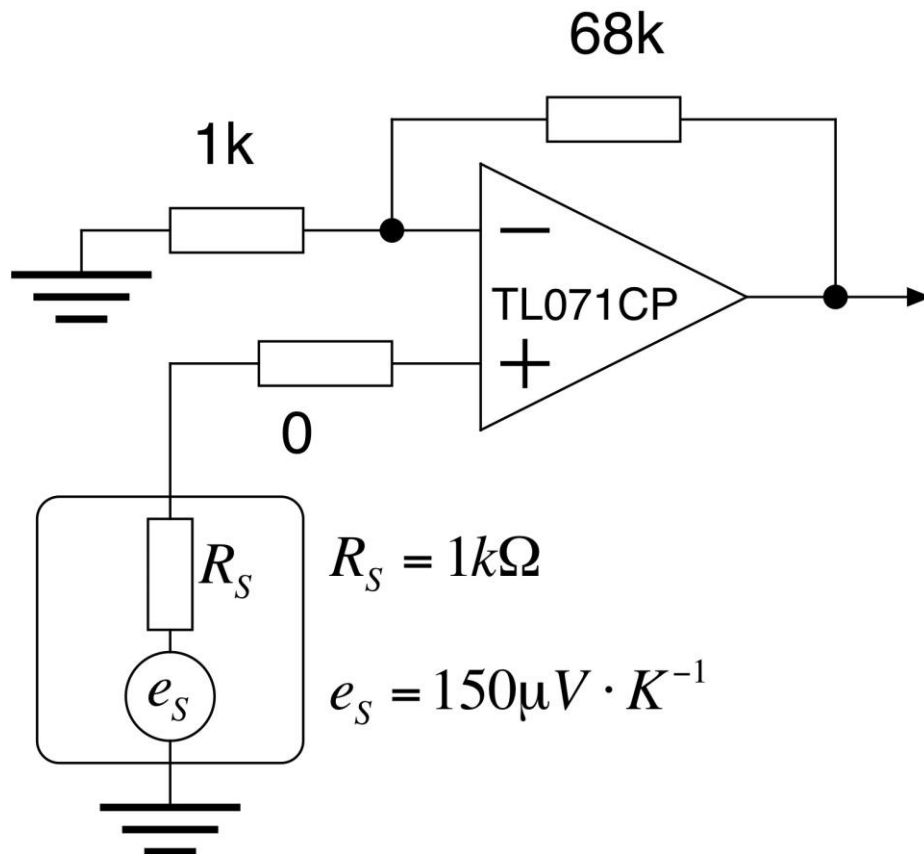 68k
1k
−
TL071CP
+
0
R_S
R_S = 1kΩ
e_S
e_S = 150μV · K⁻¹